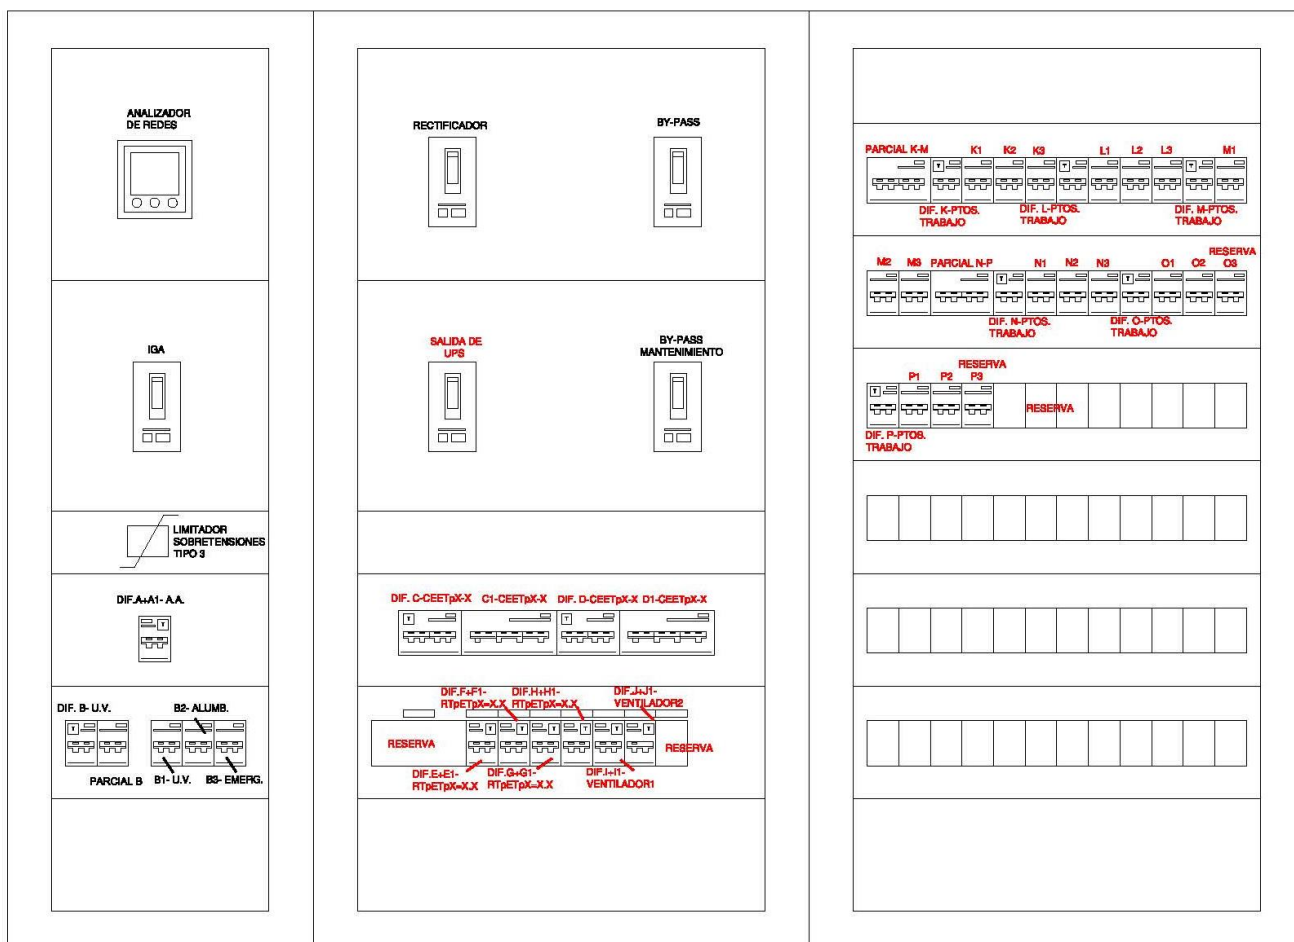 ANALIZADOR
DE REDES
IGA
LIMITADOR
SOBRETENSIONES
TIPO 3
DIF.A+A1- A.A.
DIF. B- U.V.
B2- ALUMB.
PARCIAL B
B1- U.V.
B3- EMERG.
RECTIFICADOR
BY-PASS
SALIDA DE
UPS
BY-PASS
MANTENIMIENTO
DIF. C-CEETpX-X
C1-CEETpX-X
DIF. D-CEETpX-X
D1-CEETpX-X
DIF.F+F1-
RTpETpX=X.X
DIF.H+H1-
RTpETpX=X.X
DIF.J+J1-
VENTILADOR2
RESERVA
RESERVA
DIF.E+E1-
RTpETpX=X.X
DIF.G+G1-
RTpETpX=X.X
DIF.I+I1-
VENTILADOR1
PARCIAL K-M
K1
K2
K3
L1
L2
L3
M1
DIF. K-PTOS.
TRABAJO
DIF. L-PTOS.
TRABAJO
DIF. M-PTOS.
TRABAJO
M2
M3
PARCIAL N-P
N1
N2
N3
O1
O2
RESERVA
O3
DIF. N-PTOS.
TRABAJO
DIF. O-PTOS.
TRABAJO
P1
P2
RESERVA
P3
RESERVA
DIF. P-PTOS.
TRABAJO